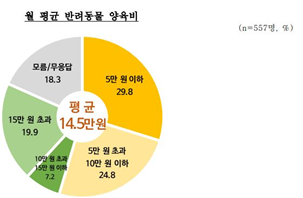 월 평균 반려동물 양육비
(n=557명, %)
5만 원 이하
29.8
5만 원 초과
10만 원 이하
24.8
10만 원 초과
15만 원 이하
7.2
15만 원 초과
19.9
모름/무응답
18.3
평 균
14.5만원